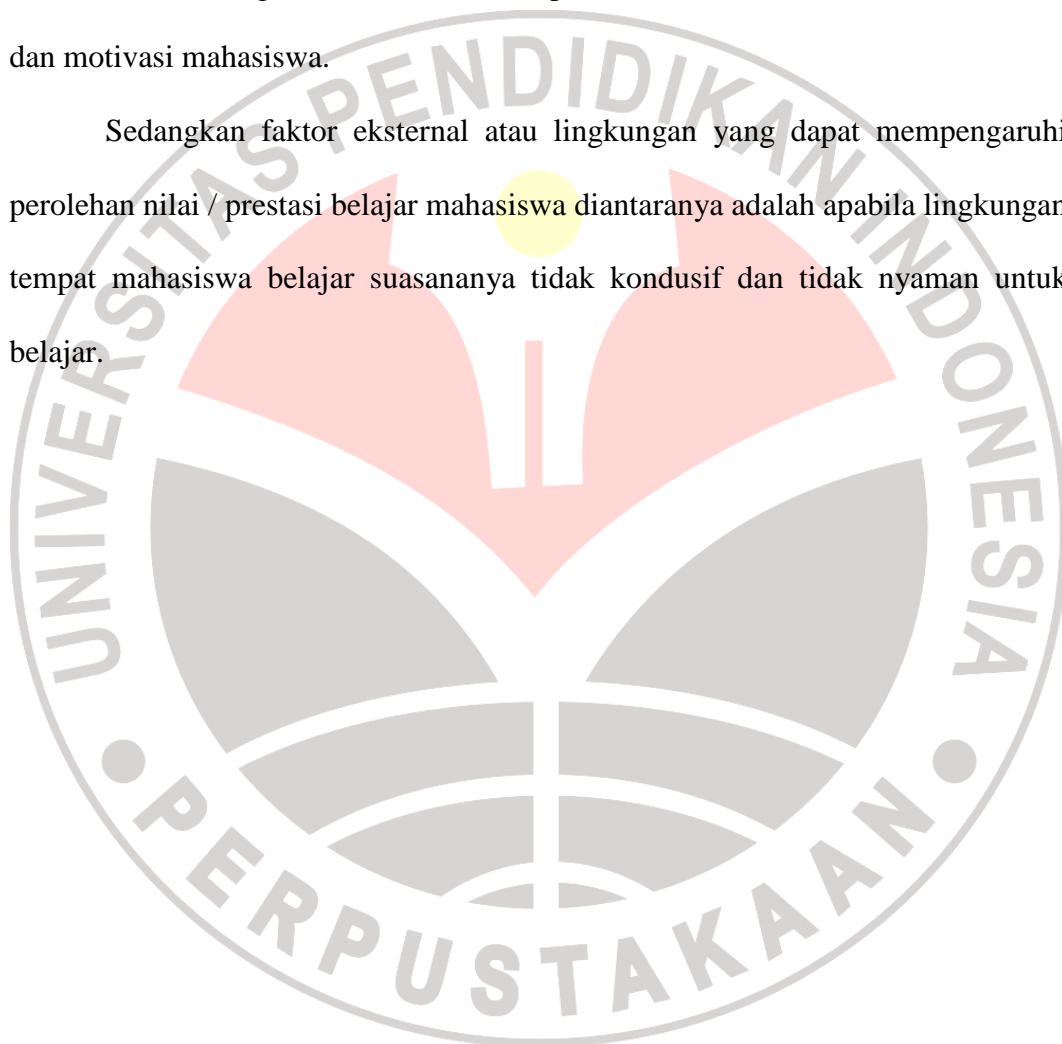 dan motivasi mahasiswa.
Sedangkan faktor eksternal atau lingkungan yang dapat mempengaruhi
perolehan nilai / prestasi belajar mahasiswa diantaranya adalah apabila lingkungan
tempat mahasiswa belajar suasananya tidak kondusif dan tidak nyaman untuk
belajar.
UNIVERSITAS PENDIDIKAN INDONESIA
PERPUSTAKAAN